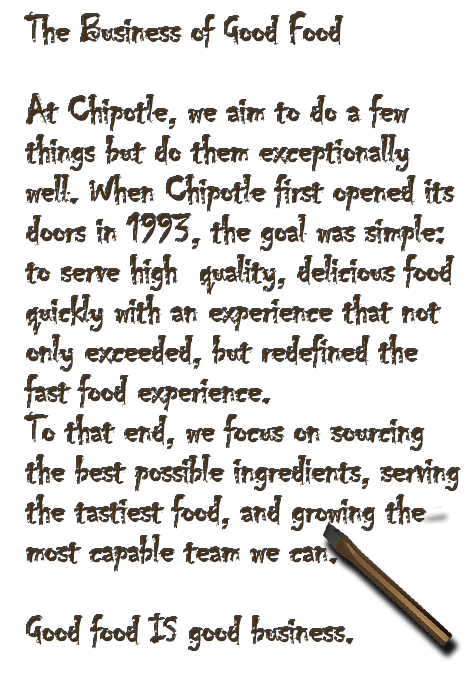 The Business of Good Food
At Chipotle, we aim to do a few
things but do them exceptionally
well. When Chipotle first opened its
doors in 1993, the goal was simple:
to serve high quality, delicious food
quickly with an experience that not
only exceeded, but redefined the
fast food experience.
To that end, we focus on sourcing
the best possible ingredients, serving
the tastiest food, and growing the
most capable team we can.
Good food IS good business.